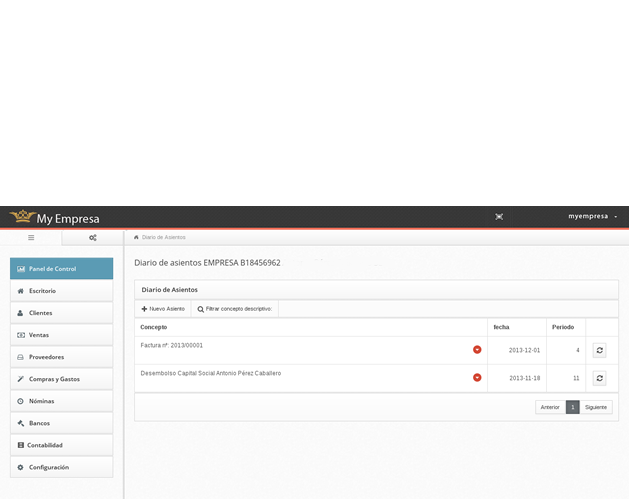 My Empresa
myempresa
Diario de Asientos
Panel de Control
Escritorio
Clientes
Ventas
Proveedores
Compras y Gastos
Nóminas
Bancos
Contabilidad
Configuración
Diario de asientos EMPRESA B18456962
Diario de Asientos
Nuevo Asiento Filtrar concepto descriptivo:
Concepto fecha Periodo
Factura nº: 2013/00001 2013-12-01 4
Desembolso Capital Social Antonio Pérez Caballero 2013-11-18 11
Anterior 1 Siguiente